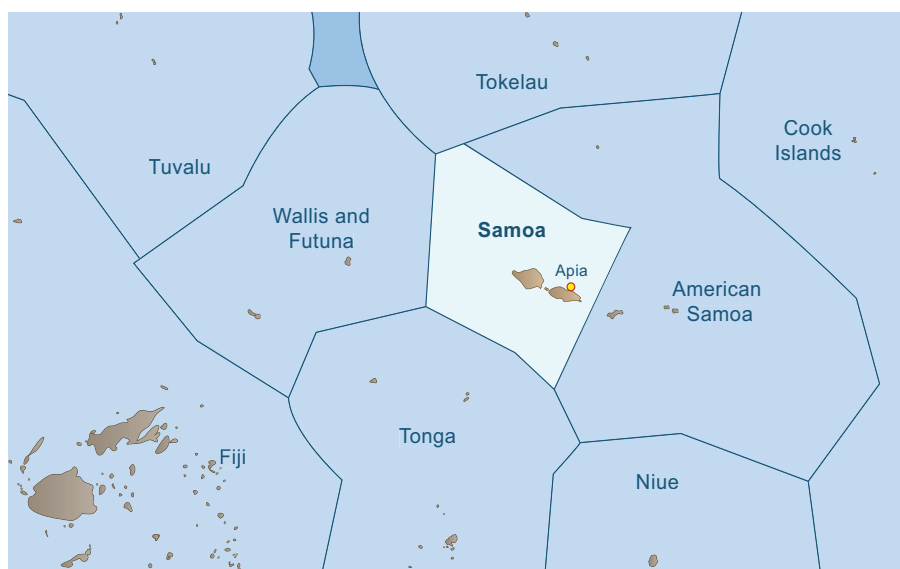 Tokelau
Cook
Islands
Tuvalu
Wallis and
Futuna
Samoa
Apia
American
Samoa
Tonga
Fiji
Niue